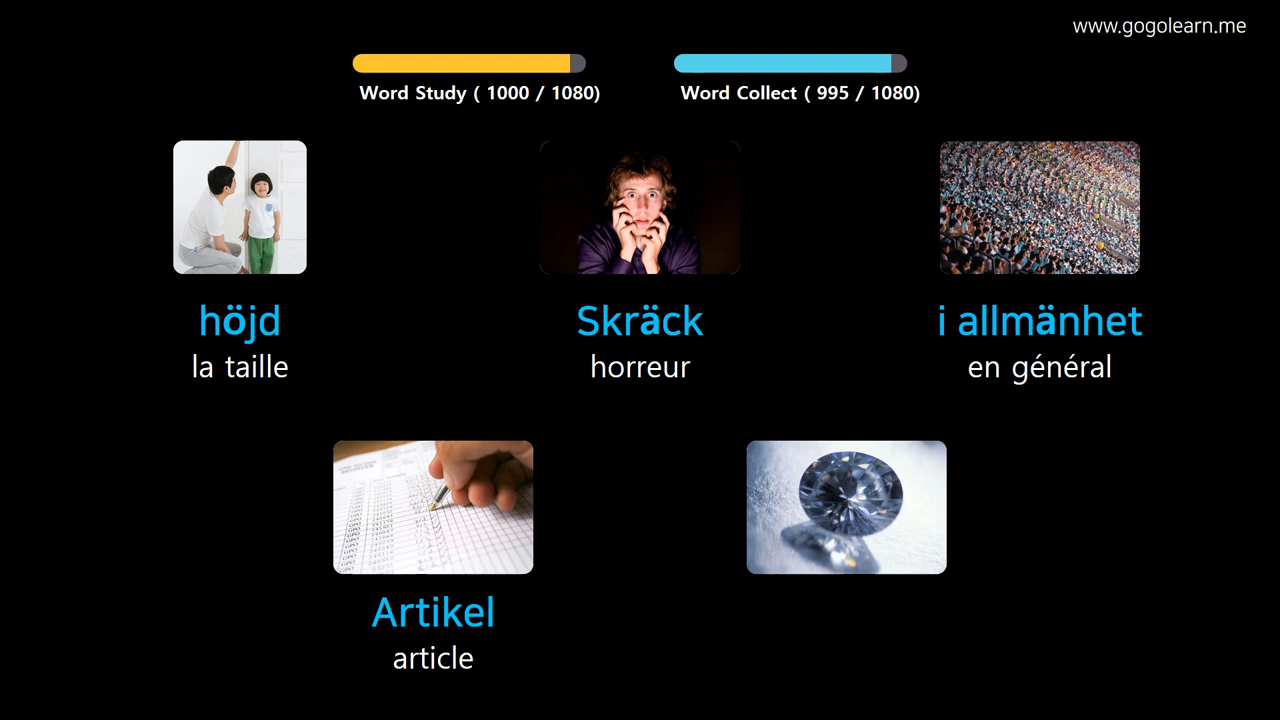 www.gogolearn.me
Word Study ( 1000 / 1080)
Word Collect ( 995 / 1080)
höjd
la taille
Skräck
horreur
i allmänhet
en général
Artikel
article